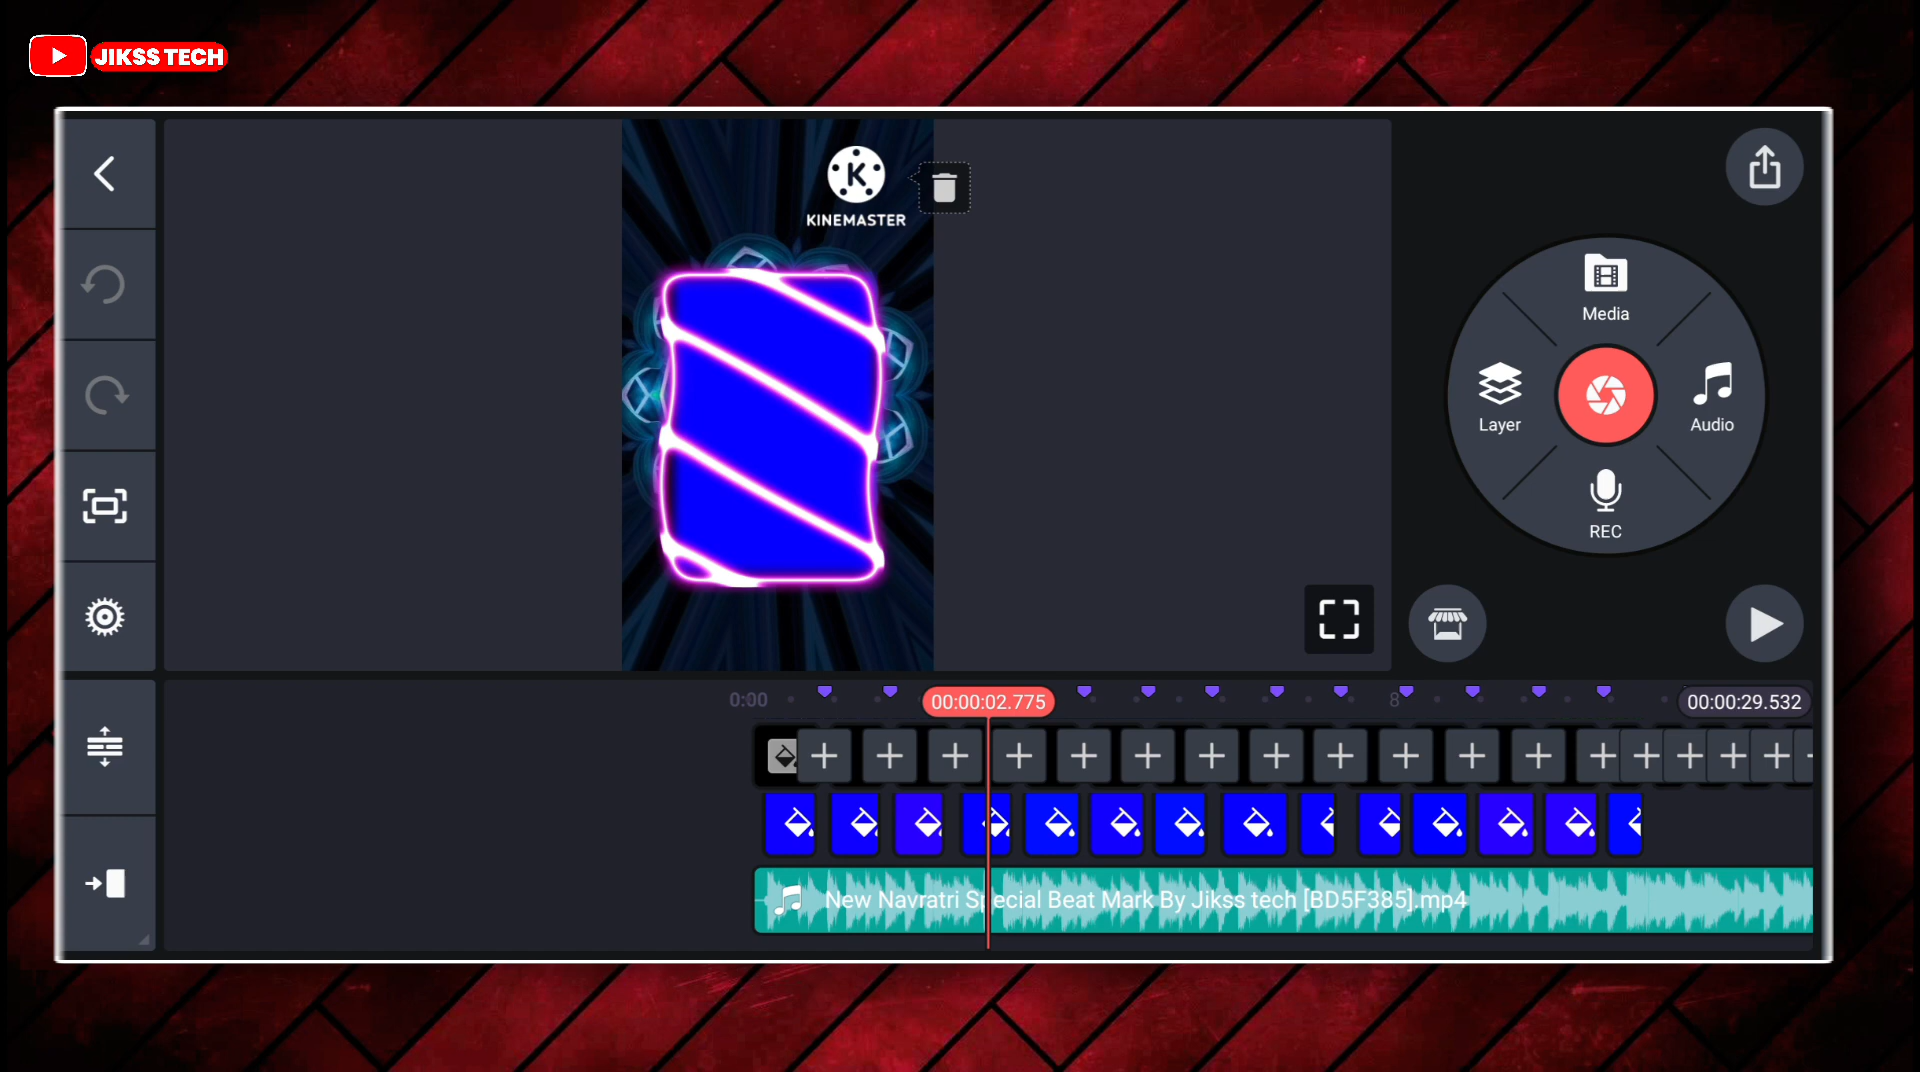 JIKSS TECH
K
KINEMASTER
Media
Layer
Audio
REC
0:00
00:00:02.775
8
00:00:29.532
New Navratri Special Beat Mark By Jikss tech [BD5F385].mp4